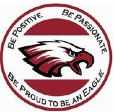 BE POSITIVE
BE PASSIONATE
BE PROUD TO BE AN EAGLE